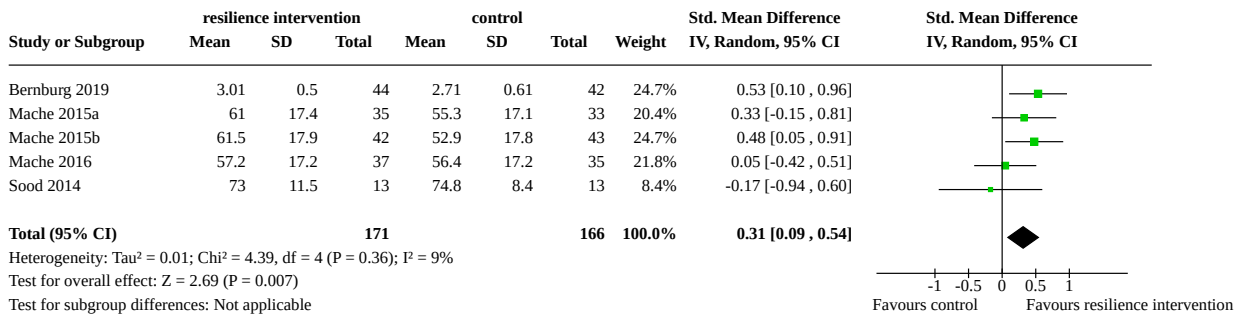 resilience intervention control Std. Mean Difference Std. Mean Difference
Study or Subgroup Mean SD Total Mean SD Total Weight IV, Random, 95% CI IV, Random, 95% CI
Bernburg 2019 3.01 0.5 44 2.71 0.61 42 24.7% 0.53 [0.10 , 0.96]
Mache 2015a 61 17.4 35 55.3 17.1 33 20.4% 0.33 [-0.15 , 0.81]
Mache 2015b 61.5 17.9 42 52.9 17.8 43 24.7% 0.48 [0.05 , 0.91]
Mache 2016 57.2 17.2 37 56.4 17.2 35 21.8% 0.05 [-0.42 , 0.51]
Sood 2014 73 11.5 13 74.8 8.4 13 8.4% -0.17 [-0.94 , 0.60]
Total (95% CI) 171 166 100.0% 0.31 [0.09 , 0.54]
Heterogeneity: Tau² = 0.01; Chi² = 4.39, df = 4 (P = 0.36); I² = 9%
Test for overall effect: Z = 2.69 (P = 0.007)
Test for subgroup differences: Not applicable
-1 -0.5 0 0.5 1
Favours control Favours resilience intervention